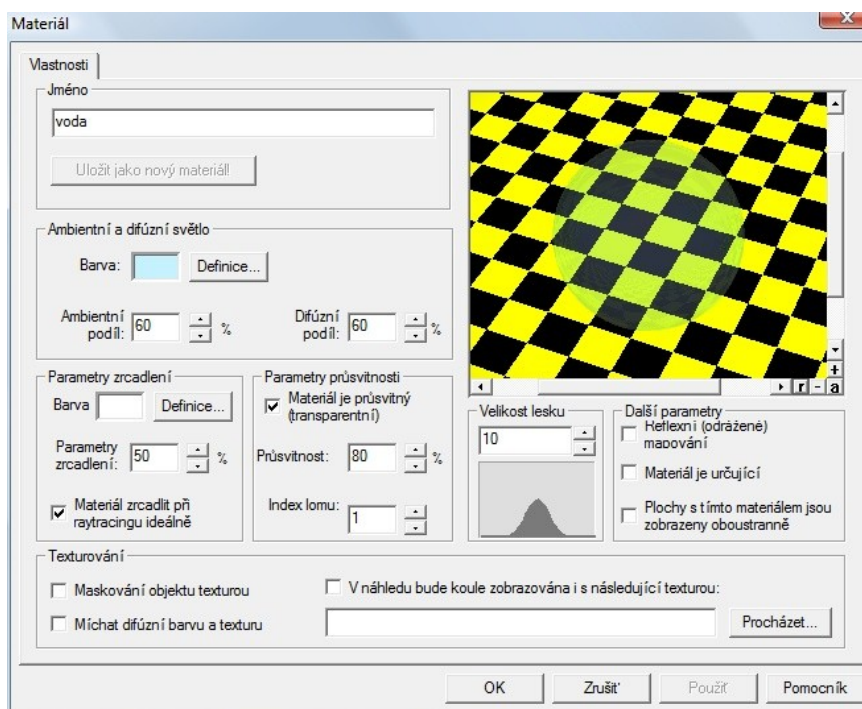 Materiál
Vlastnosti
Jméno
voda
Uložit jako nový materiál!
Ambientní a difúzní světlo
Barva:
Definice...
Ambientní
podíl:
60
%
Difúzní
podíl:
60
%
Parametry zrcadlení
Barva
Definice...
Parametry
zrcadlení:
50
%
Materiál zrcadlit při
raytracingu ideálně
Parametry průsvitnosti
Materiál je průsvitný
(transparentní)
Průsvitnost:
80
%
Index lomu:
1
r - a
Velikost lesku
10
Další parametry
Reflexní (odrážené)
mapování
Materiál je určující
Plochy s tímto materiálem jsou
zobrazeny oboustranně
Texturování
Maskování objektu texturou
Míchat difúzní barvu a texturu
V náhledu bude koule zobrazována i s následující texturou:
Procházet...
OK
Zrušiť
Použiť
Pomocník